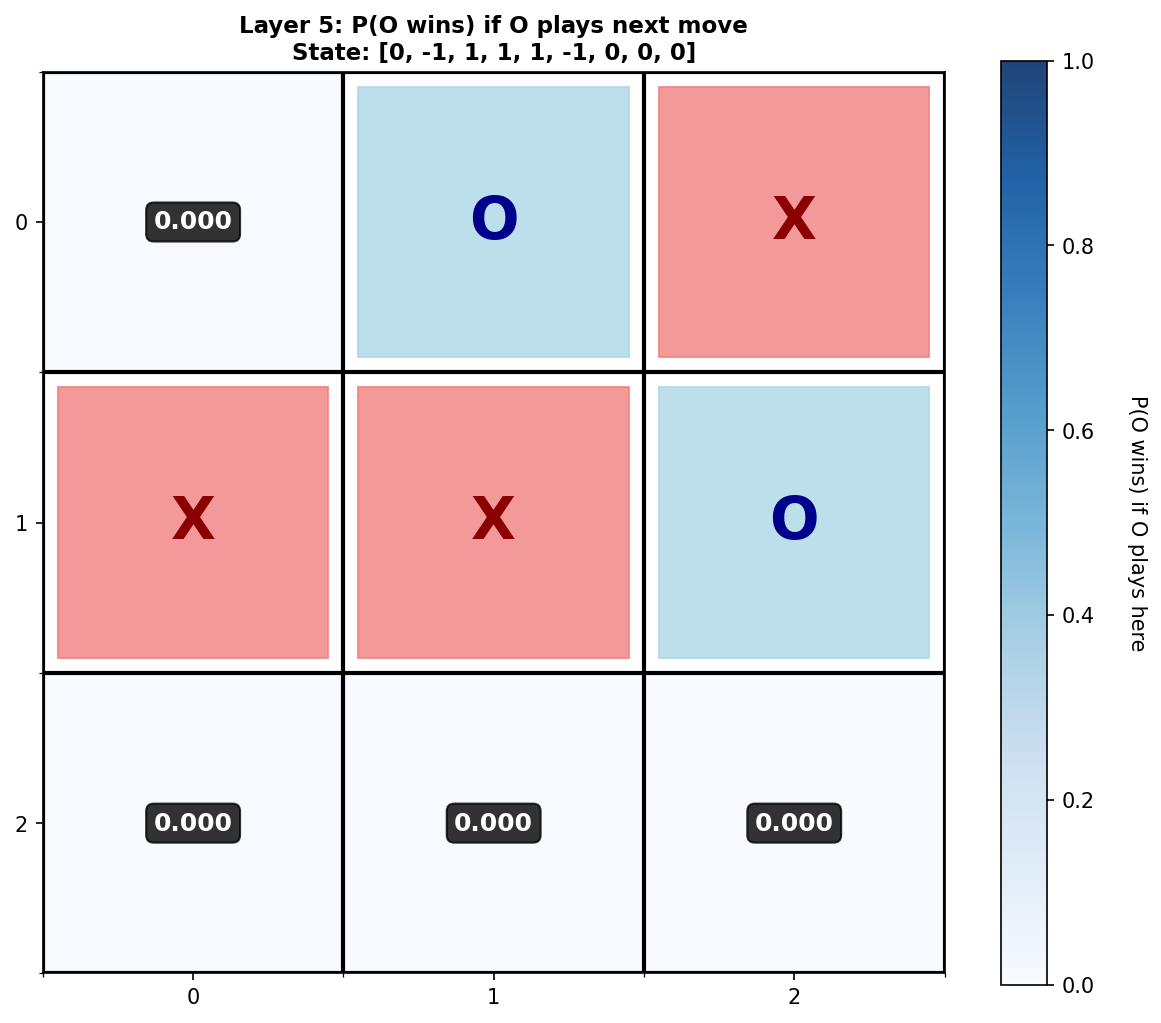 Layer 5: P(O wins) if O plays next move
State: [0, -1, 1, 1, 1, -1, 0, 0, 0]
0
0.000
O
X
1
X
X
O
2
0.000
0.000
0.000
0
1
2
1.0
0.8
0.6
0.4
0.2
0.0
P(O wins) if O plays here